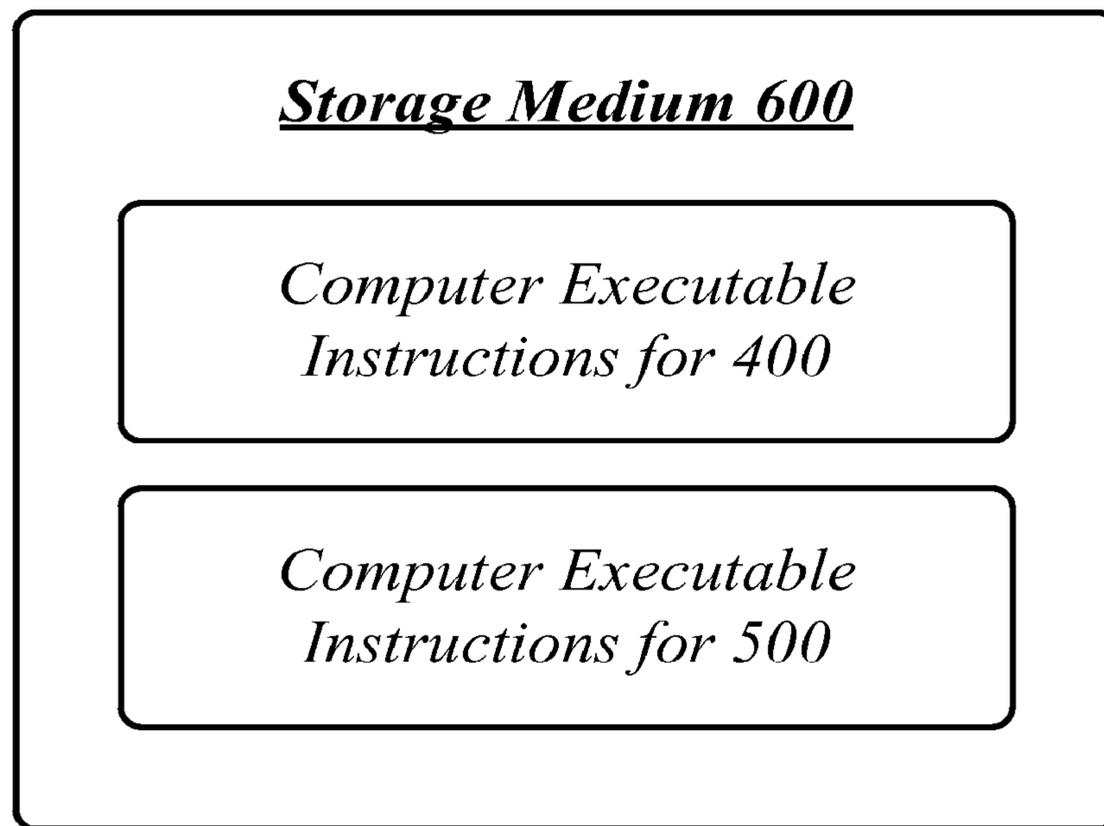 Storage Medium 600
Computer Executable
Instructions for 400
Computer Executable
Instructions for 500